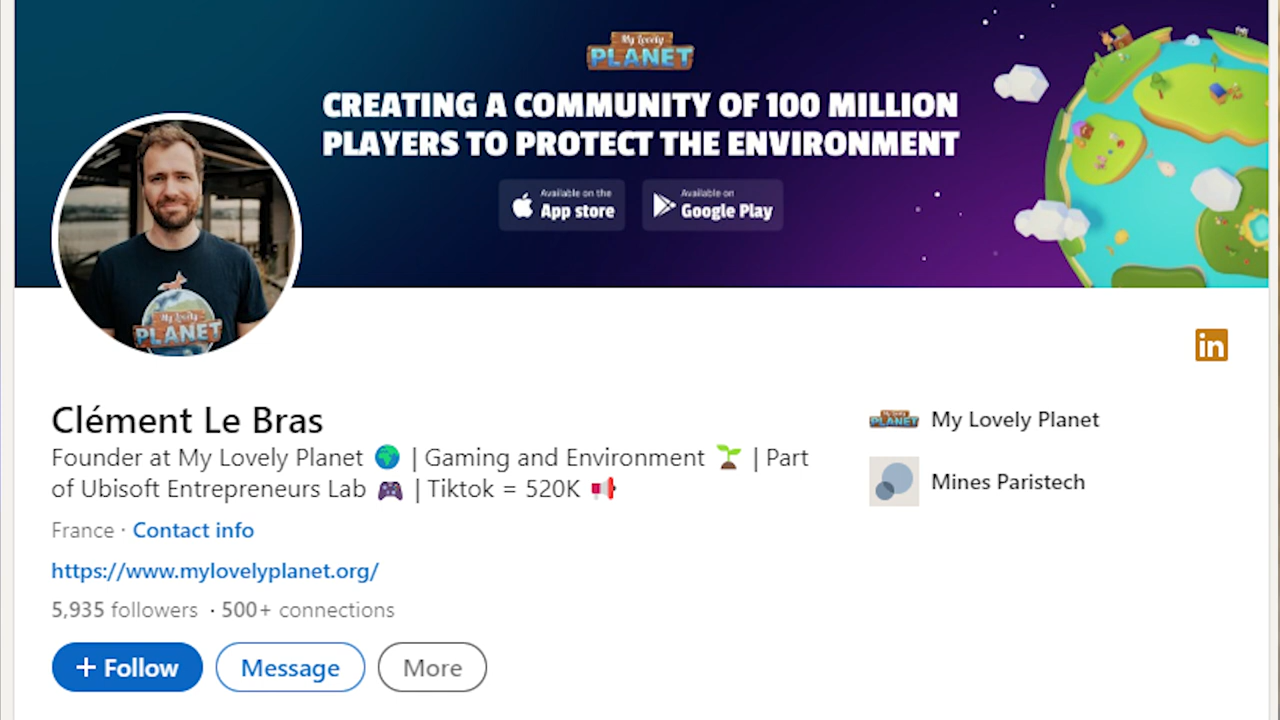 My Lovely
PLANET
CREATING A COMMUNITY OF 100 MILLION
PLAYERS TO PROTECT THE ENVIRONMENT
Available on the
App store
Available on
Google Play
My Lovely
PLANET
in
Clément Le Bras
Founder at My Lovely Planet 🌍 | Gaming and Environment 🌱 | Part
of Ubisoft Entrepreneurs Lab 🎮 | Tiktok = 520K 📢
France · Contact info
https://www.mylovelyplanet.org/
5,935 followers · 500+ connections
+ Follow
Message
More
My Lovely
PLANET
My Lovely Planet
Mines Paristech